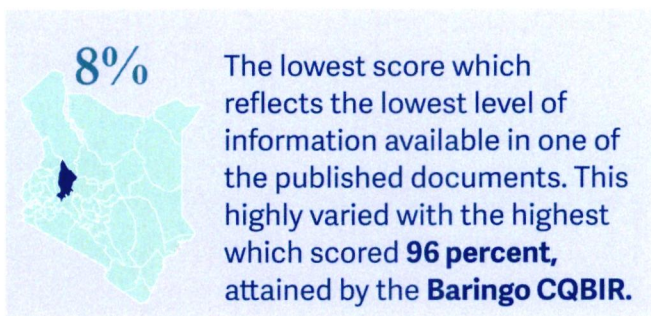 8%
The lowest score which
reflects the lowest level of
information available in one of
the published documents. This
highly varied with the highest
which scored 96 percent,
attained by the Baringo CQBIR.